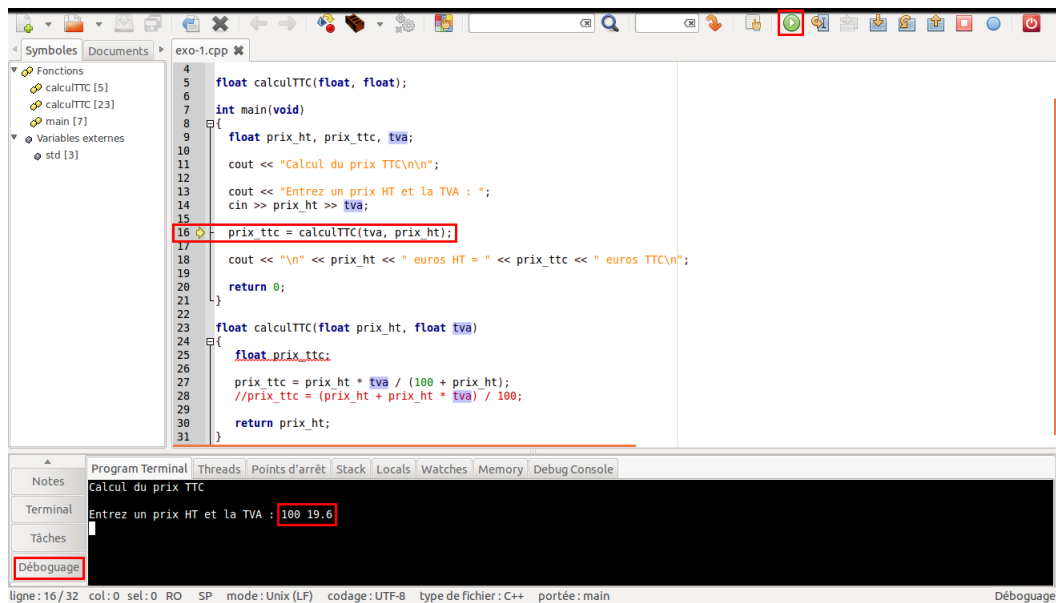 Symboles Documents
exo-1.cpp
Fonctions
calculTTC [5]
calculTTC [23]
main [7]
Variables externes
std [3]
4
5 float calculTTC(float, float);
6
7 int main(void)
8 {
9 float prix_ht, prix_ttc, tva;
10
11 cout << "Calcul du prix TTC\n\n";
12
13 cout << "Entrez un prix HT et la TVA : ";
14 cin >> prix_ht >> tva;
15
16 prix_ttc = calculTTC(tva, prix_ht);
17
18 cout << "\n" << prix_ht << " euros HT = " << prix_ttc << " euros TTC\n";
19
20 return 0;
21 }
22
23 float calculTTC(float prix_ht, float tva)
24 {
25 float prix_ttc;
26
27 prix_ttc = prix_ht * tva / (100 + prix_ht);
28 //prix_ttc = (prix_ht + prix_ht * tva) / 100;
29
30 return prix_ht;
31 }
Notes
Terminal
Tâches
Déboguage
Program Terminal Threads Points d'arrêt Stack Locals Watches Memory Debug Console
Calcul du prix TTC
Entrez un prix HT et la TVA : 100 19.6
ligne : 16 / 32 col : 0 sel : 0 RO SP mode : Unix (LF) codage : UTF-8 type de fichier : C++ portée : main Déboguage